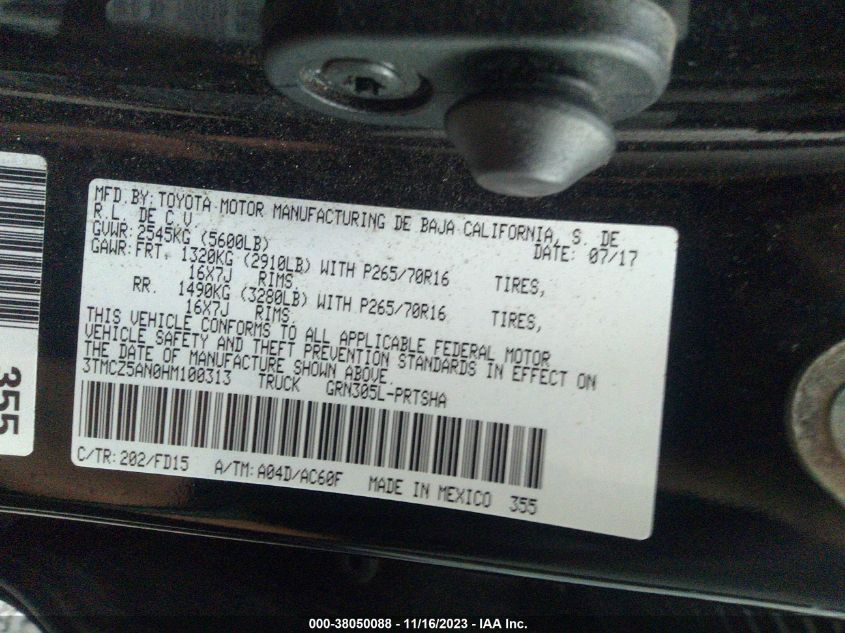 MFD.BY:TOYOTA MOTOR MANUFACTURING DE BAJA CALIFORNIA, S. DE
R.L. DE C.V.
DATE: 07/17
GVWR:2545KG (5600LB)
GAWR:FRT. 1320KG (2910LB) WITH P265/70R16 TIRES,
16X7J RIMS.
RR. 1490KG (3280LB) WITH P265/70R16 TIRES,
16X7J RIMS.
THIS VEHICLE CONFORMS TO ALL APPLICABLE FEDERAL MOTOR
VEHICLE SAFETY AND THEFT PREVENTION STANDARDS IN EFFECT ON
THE DATE OF MANUFACTURE SHOWN ABOVE.
3TMCZ5AN0HM100313 TRUCK GRN305L-PRTSHA
C/TR:202/FD15 A/TM:A04D/AC60F MADE IN MEXICO 355
355
000-38050088 - 11/16/2023 - IAA Inc.